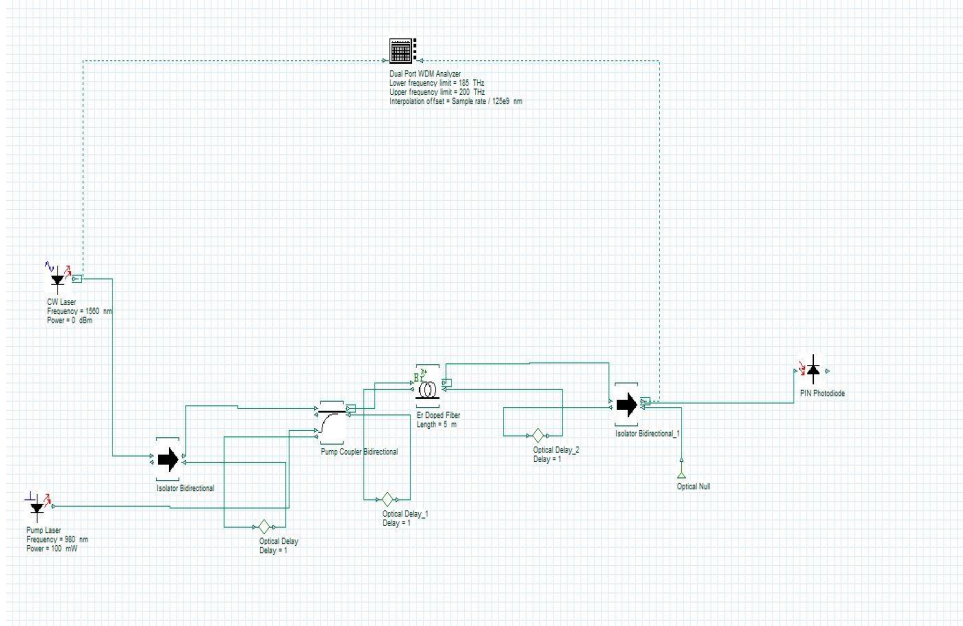 Dual Port WDM Analyzer
Lower frequency limit = 185 THz
Upper frequency limit = 200 THz
Interpolation offset = Sample rate / 125e9 nm
CW Laser
Frequency = 1550 nm
Power = 0 dBm
PIN Photodiode
Er Doped Fiber
Length = 5 m
Isolator Bidirectional_1
Pump Coupler Bidirectional
Optical Delay_2
Delay = 1
Isolator Bidirectional
Optical Null
Optical Delay_1
Delay = 1
Pump Laser
Frequency = 980 nm
Power = 100 mW
Optical Delay
Delay = 1